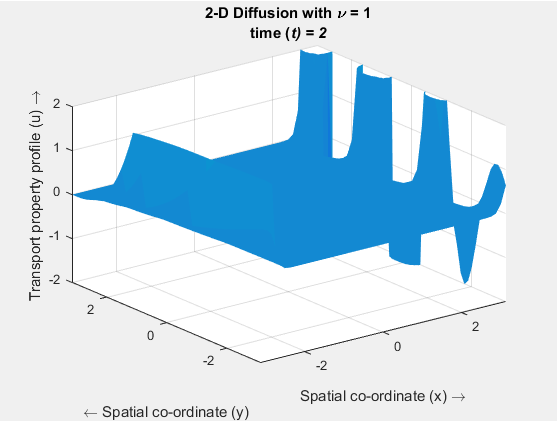 2-D Diffusion with ν = 1
time (t) = 2
Transport property profile (u) →
2
1
0
-1
-2
2
0
-2
-2
0
2
Spatial co-ordinate (x) →
← Spatial co-ordinate (y)